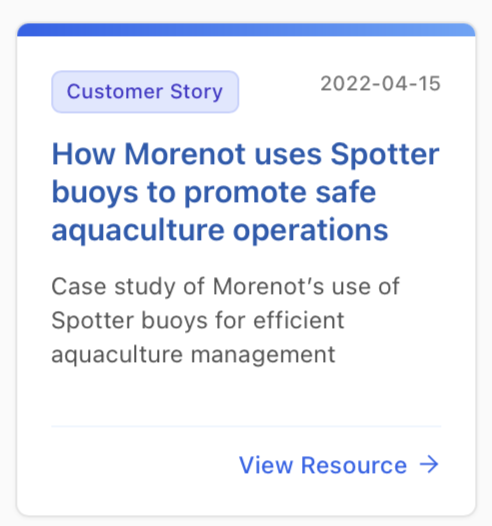 Customer Story
2022-04-15
How Morenot uses Spotter
buoys to promote safe
aquaculture operations
Case study of Morenot’s use of
Spotter buoys for efficient
aquaculture management
View Resource →